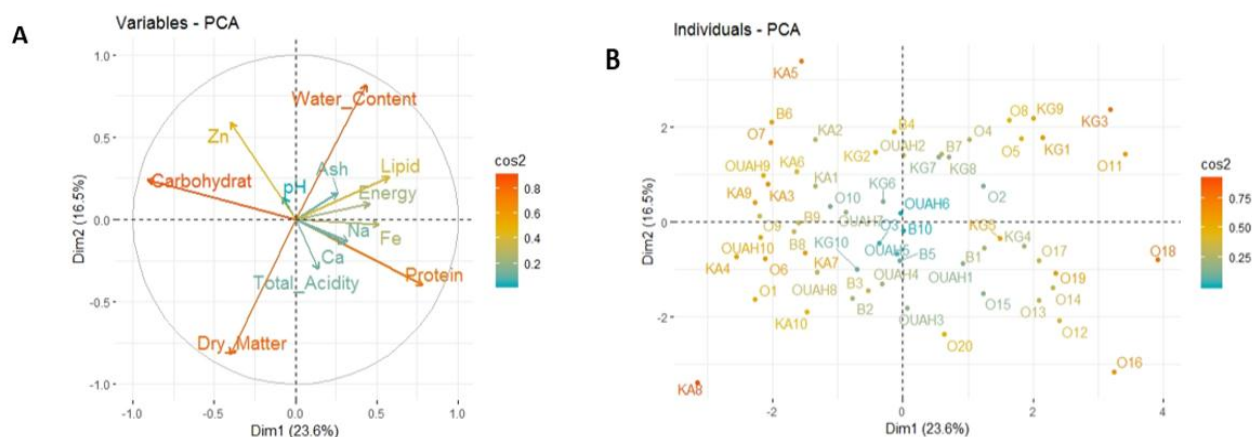 A
Variables - PCA
1.0
0.5
0.0
-0.5
-1.0
Dim2 (16.5%)
Water_Content
Zn
Ash
Lipid
Carbohydrat
pH
Energy
Na
Fe
Ca
Total_Acidity
Protein
Dry_Matter
-1.0 -0.5 0.0 0.5 1.0
Dim1 (23.6%)
cos2
0.8
0.6
0.4
0.2
B
Individuals - PCA
2
0
-2
Dim2 (16.5%)
KA5
B6
O8
KG9
KG3
O7
KA2
B4
O4
OUAH2
B7
KG2
KG7
KG8
O5
KG1
O11
OUAH9
KA6
KA9
KA3
KA1
KG6
O2
O10
OUAH7
OUAH6
O9
B9
O3
B10
KG5
OUAH10
B8
KG10
OUAH5
B5
KG4
O17
O18
KA4
O6
KA7
OUAH4
OUAH1
B1
O19
O1
OUAH8
B3
O15
O14
KA10
B2
OUAH3
O13
O12
O20
O16
KA8
-2 0 2 4
Dim1 (23.6%)
cos2
0.75
0.50
0.25